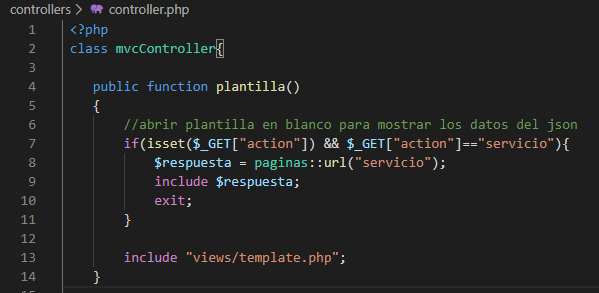 controllers > controller.php
1 <?php
2 class mvcController{
3
4 public function plantilla()
5 {
6 //abrir plantilla en blanco para mostrar los datos del json
7 if(isset($_GET["action"]) && $_GET["action"]=="servicio"){
8 $respuesta = paginas::url("servicio");
9 include $respuesta;
10 exit;
11 }
12
13 include "views/template.php";
14 }